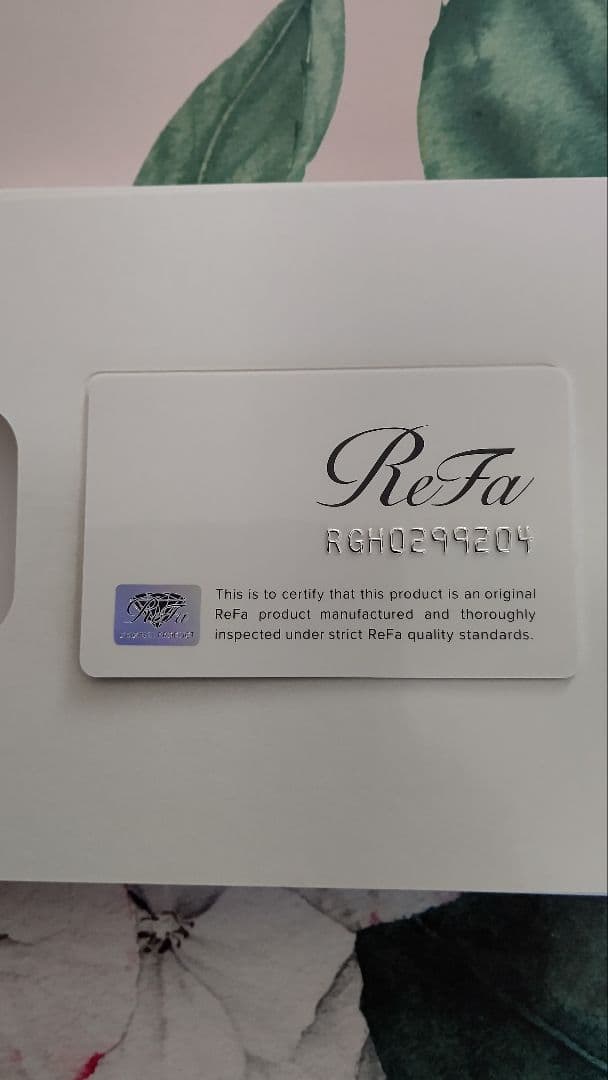 ReFa
RGH0299204
This is to certify that this product is an original
ReFa product manufactured and thoroughly
inspected under strict ReFa quality standards.
ReFa